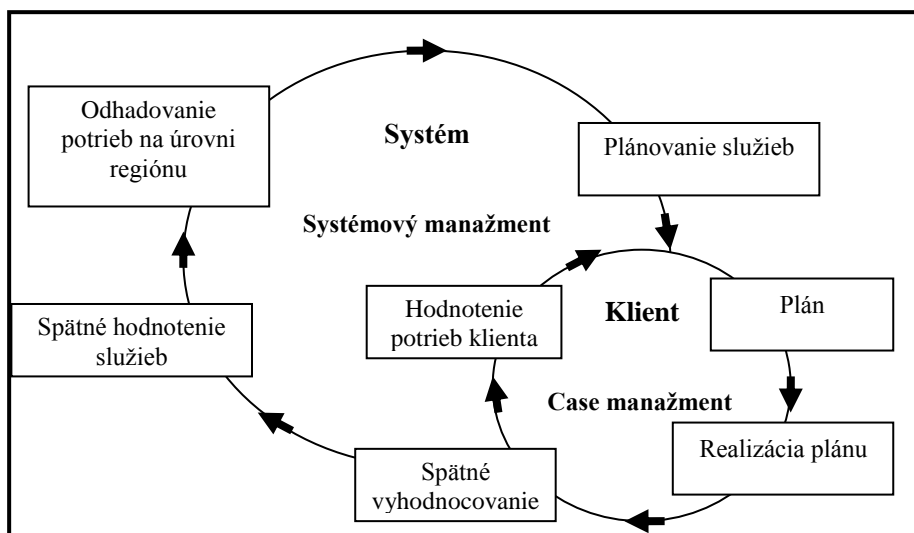 Odhadovanie
potrieb na úrovni
regiónu
Systém
Plánovanie služieb
Systémový manažment
Hodnotenie
potrieb klienta
Klient
Plán
Spätné hodnotenie
služieb
Case manažment
Realizácia plánu
Spätné
vyhodnocovanie